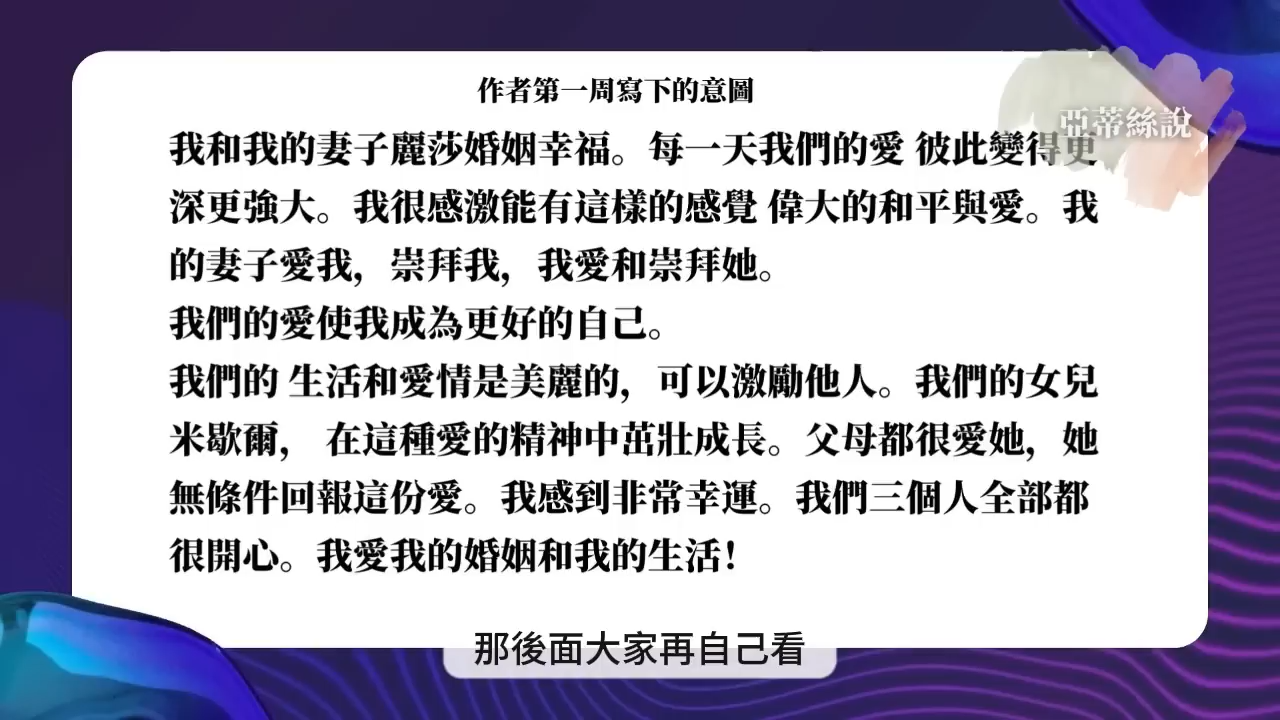 作者第一周寫下的意圖
亞蒂絲說
我和我的妻子麗莎婚姻幸福。每一天我們的愛 彼此變得更
深更強大。我很感激能有這樣的感覺 偉大的和平與愛。我
的妻子愛我，崇拜我，我愛和崇拜她。
我們的愛使我成為更好的自己。
我們的 生活和愛情是美麗的，可以激勵他人。我們的女兒
米歇爾， 在這種愛的精神中茁壯成長。父母都很愛她，她
無條件回報這份愛。我感到非常幸運。我們三個人全部都
很開心。我愛我的婚姻和我的生活！
那後面大家再自己看